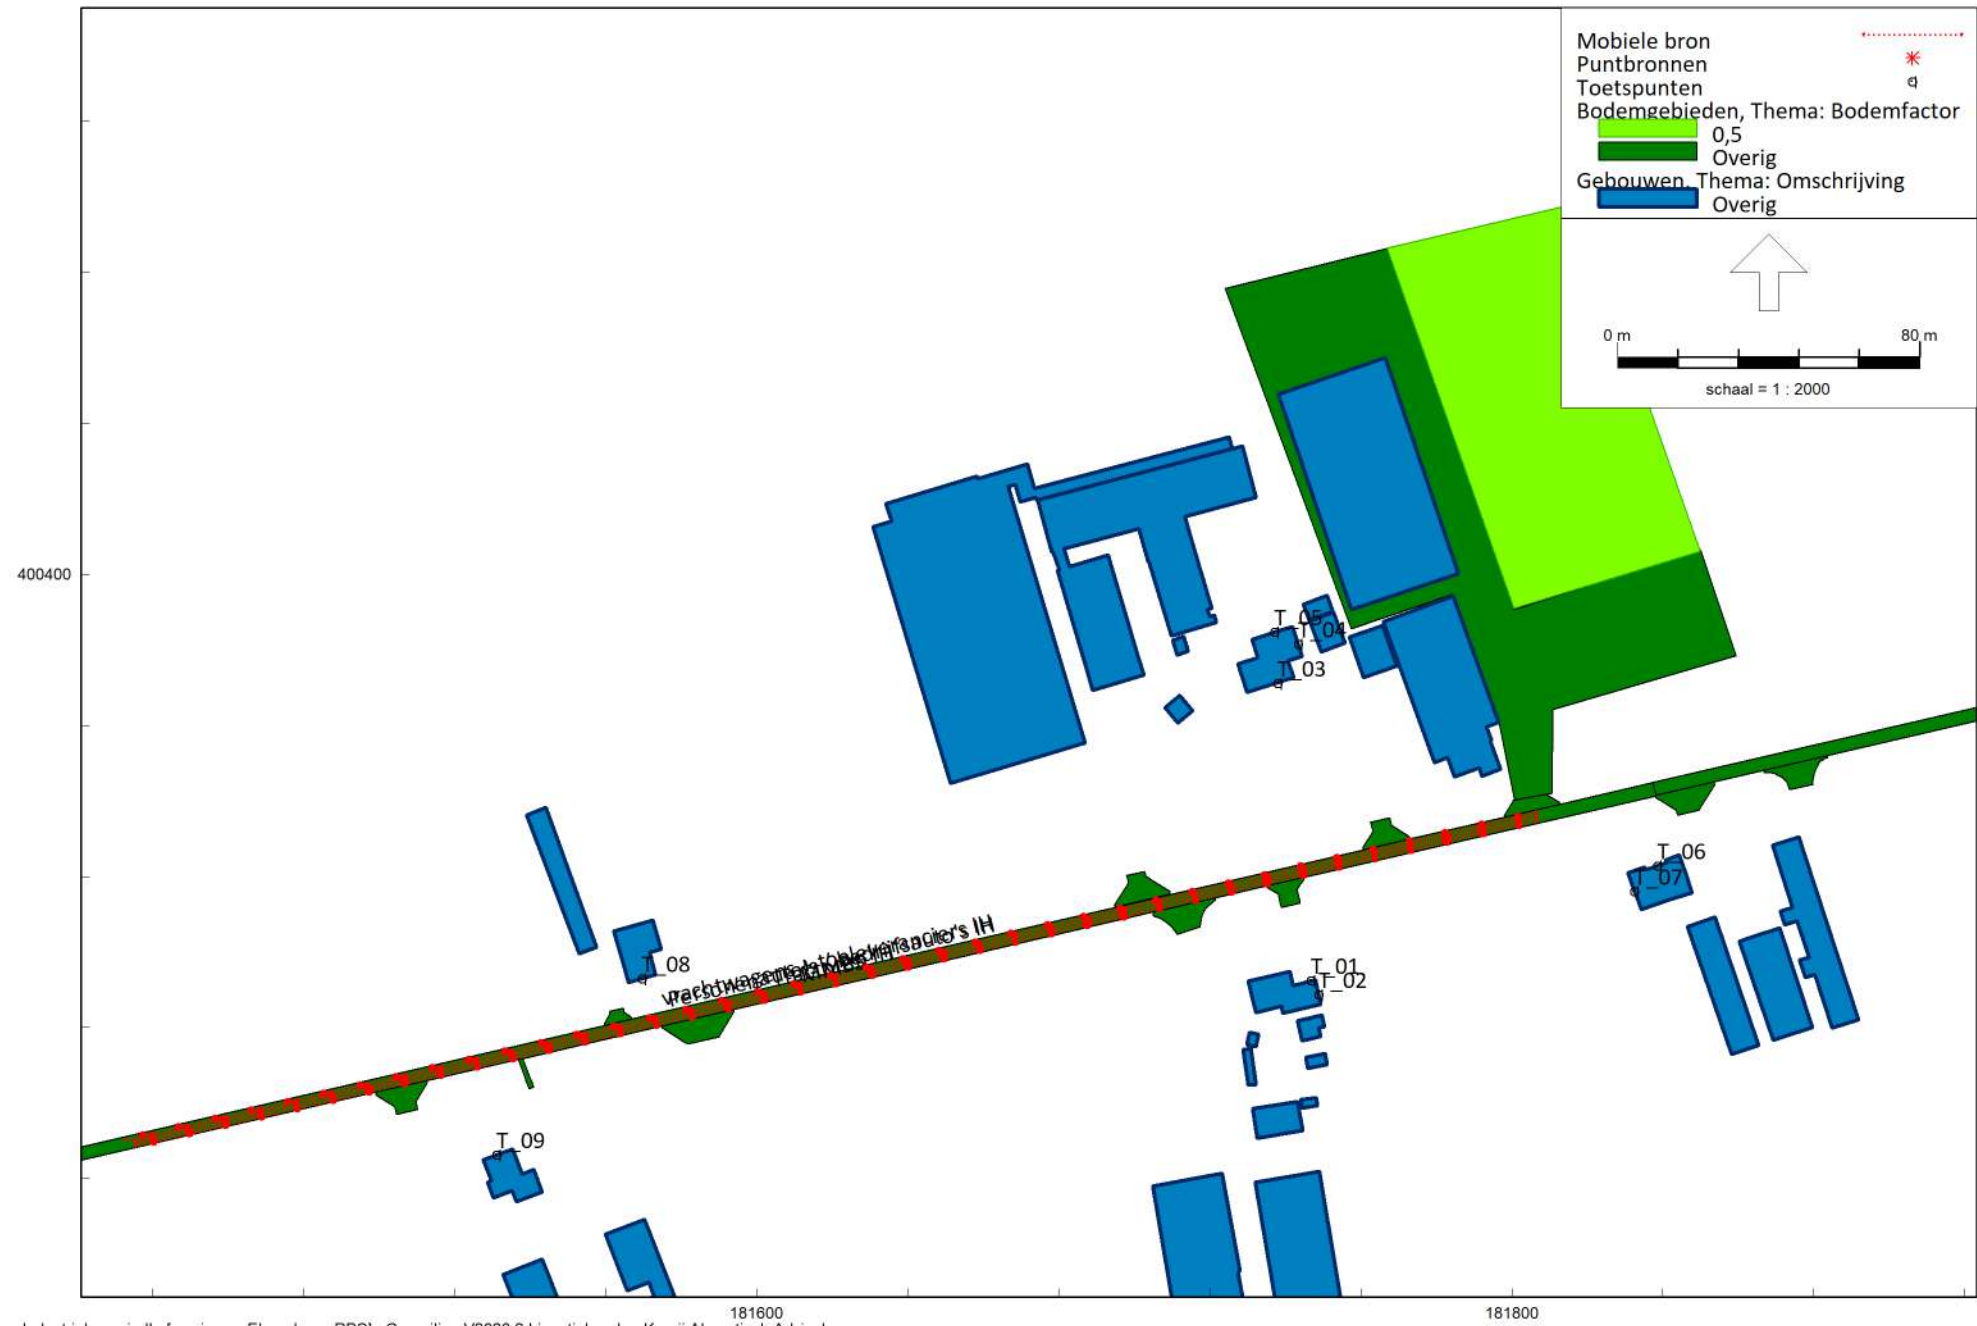 Mobiele bron
Puntbronnen
Toetspunten
Bodemgebieden, Thema: Bodemfactor
0,5
Overig
Gebouwen, Thema: Omschrijving
Overig
0 m 80 m
schaal = 1 : 2000
400400
T_05
T_04
T_03
T_06
T_07
T_08
T_01
T_02
T_09
181600 181800